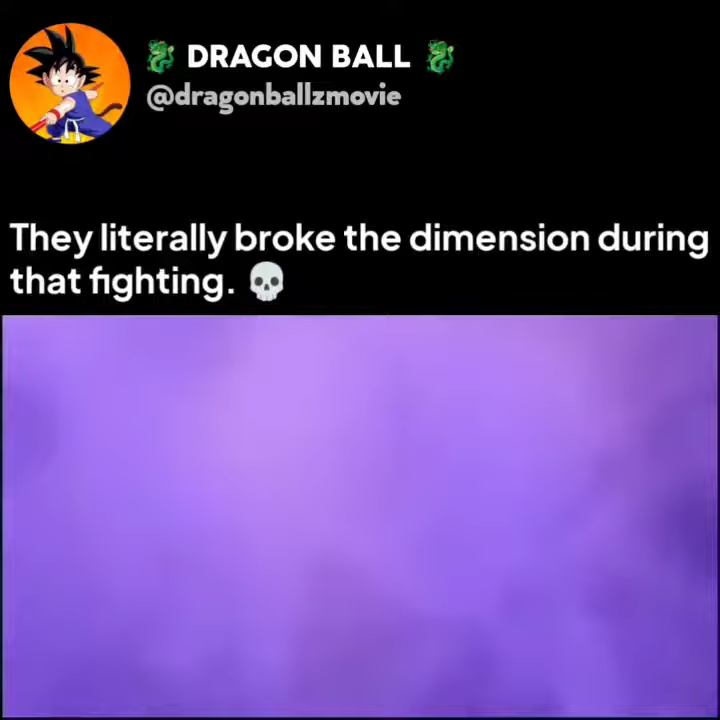 🐉 DRAGON BALL 🐉
@dragonballzmovie
They literally broke the dimension during
that fighting. 💀